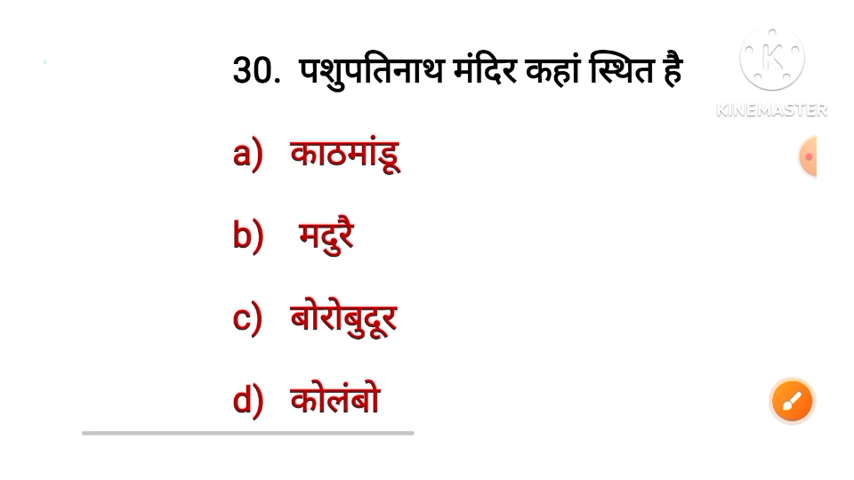 30. पशुपतिनाथ मंदिर कहां स्थित है
K
KINEMASTER
a) काठमांडू
b) मदुरै
c) बोरोबुदूर
d) कोलंबो